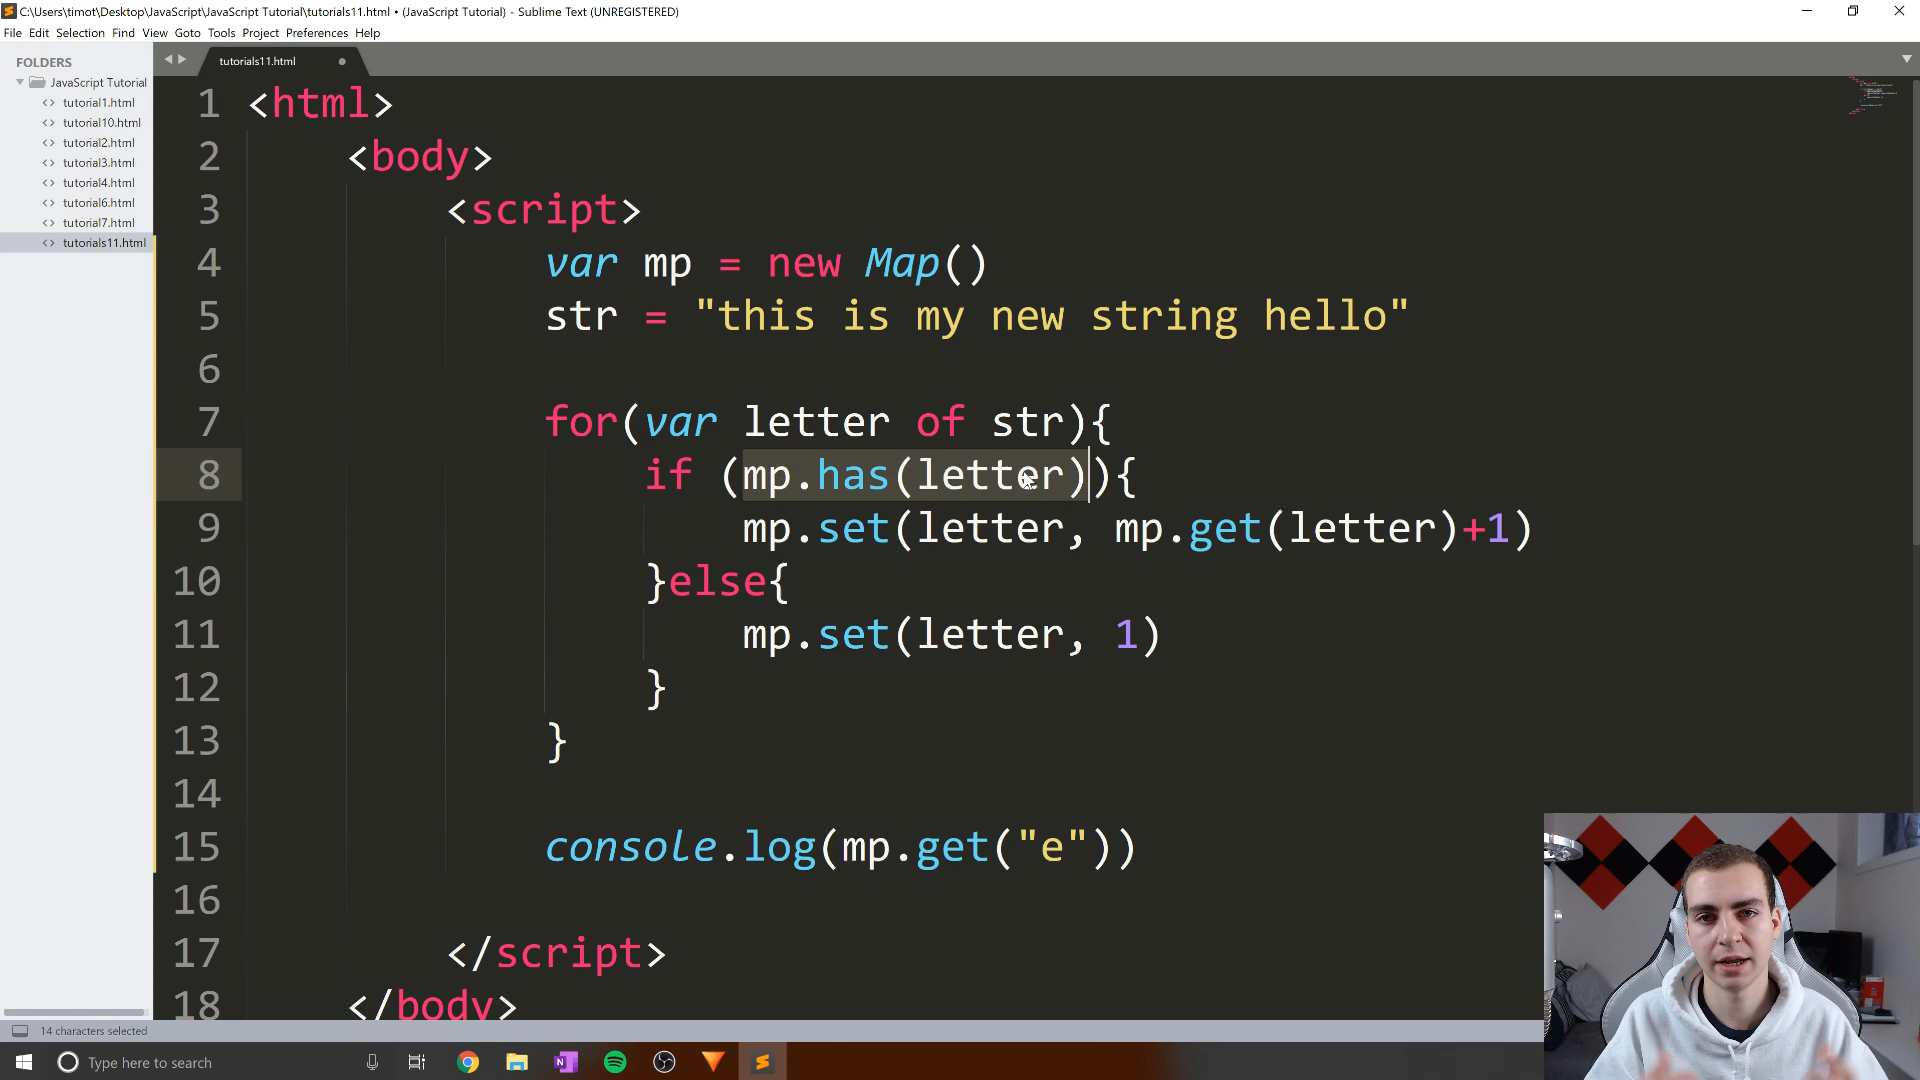 C:\Users\timot\Desktop\JavaScript\JavaScript Tutorial\tutorials11.html • (JavaScript Tutorial) - Sublime Text (UNREGISTERED)
File Edit Selection Find View Goto Tools Project Preferences Help
FOLDERS
JavaScript Tutorial
tutorial1.html
tutorial10.html
tutorial2.html
tutorial3.html
tutorial4.html
tutorial6.html
tutorial7.html
tutorials11.html
tutorials11.html
1 <html>
2 <body>
3 <script>
4 var mp = new Map()
5 str = "this is my new string hello"
6
7 for(var letter of str){
8 if (mp.has(letter)){
9 mp.set(letter, mp.get(letter)+1)
10 }else{
11 mp.set(letter, 1)
12 }
13 }
14
15 console.log(mp.get("e"))
16
17 </script>
18 </body>
14 characters selected
Type here to search